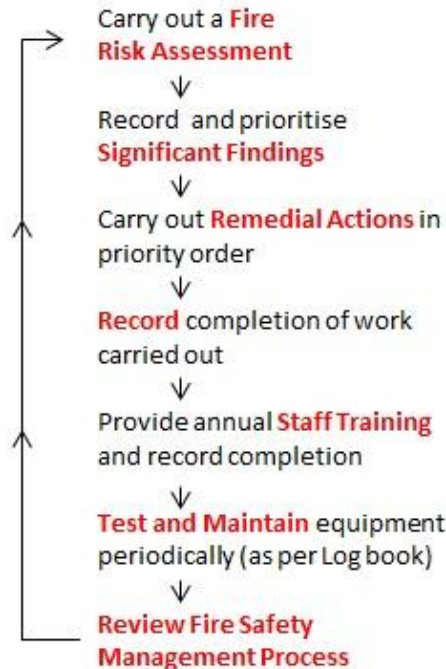 Carry out a Fire
Risk Assessment
Record and prioritise
Significant Findings
Carry out Remedial Actions in
priority order
Record completion of work
carried out
Provide annual Staff Training
and record completion
Test and Maintain equipment
periodically (as per Log book)
Review Fire Safety
Management Process